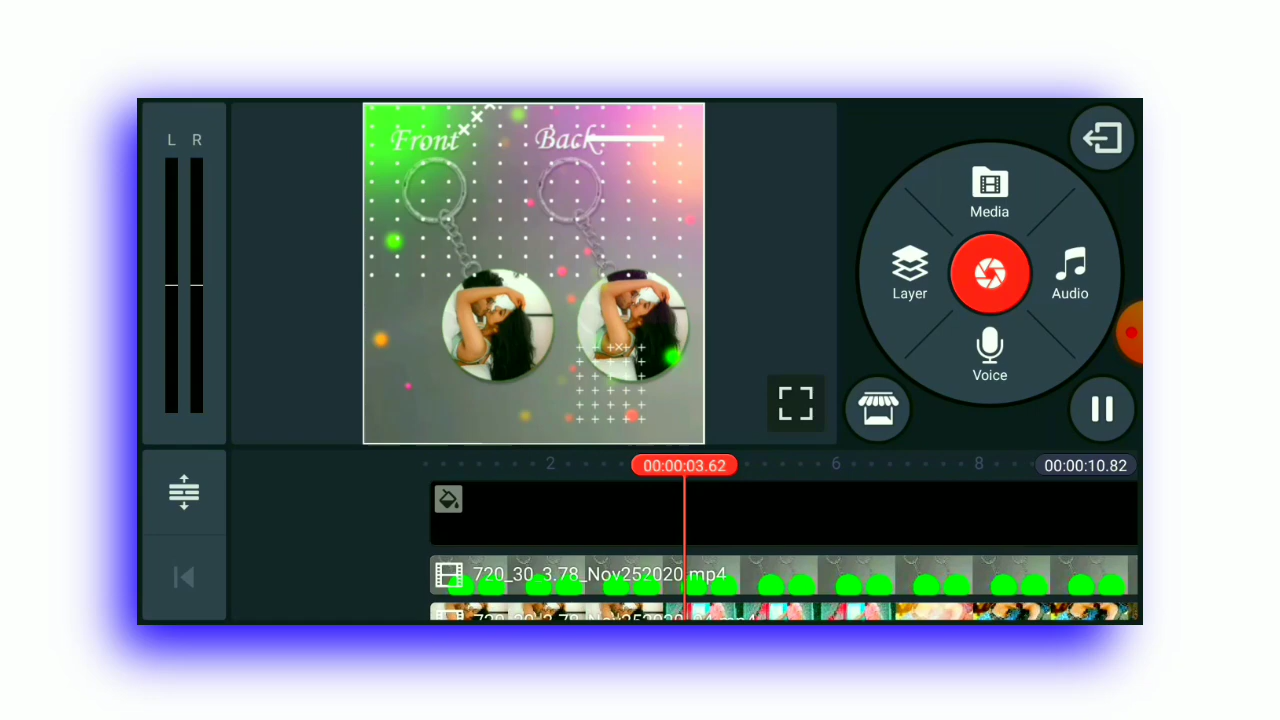 L R
Front Back
Media
Layer
Audio
Voice
2
00:00:03.62
6
8
00:00:10.82
720_30_3.78_Nov252020.mp4